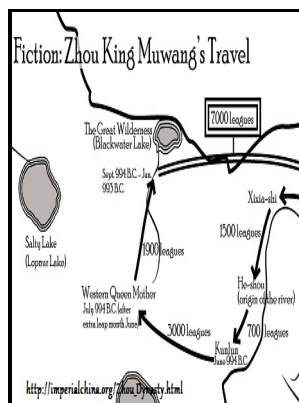 Fiction: Zhou King Muwang's Travel
7000 leagues
The Great Wilderness
(Blackwater Lake)
Sept. 994 B.C. - Jan.
993 B.C.
Xixia-shi
1500 leagues
Salty Lake
(Lopnur Lake)
1900 leagues
He-shou
(origin of the river)
Western Queen Mother
July 994 B.C. (after
extra leap month June)
3000 leagues
700 leagues
Kunlun
June 994 B.C.
http://imperialchina.org/Zhou_Dynasty.html